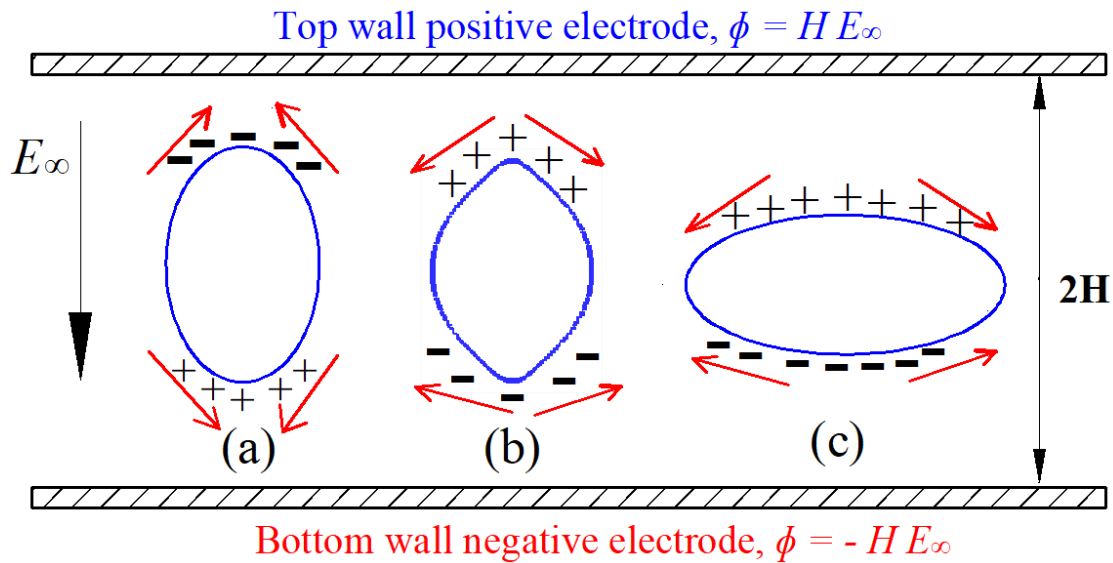 Top wall positive electrode, ϕ = H E∞
E∞
2H
(a) (b) (c)
Bottom wall negative electrode, ϕ = - H E∞